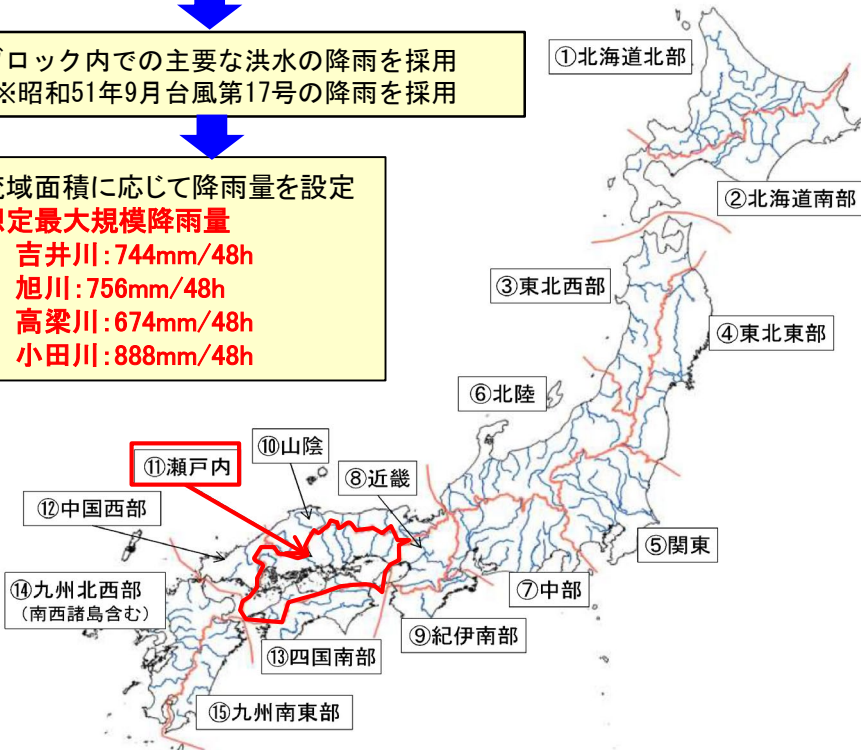 ブロック内での主要な洪水の降雨を採用
※昭和51年9月台風第17号の降雨を採用
流域面積に応じて降雨量を設定
想定最大規模降雨量
吉井川:744mm/48h
旭川:756mm/48h
高梁川:674mm/48h
小田川:888mm/48h
①北海道北部
②北海道南部
③東北西部
④東北東部
⑥北陸
⑩山陰
⑪瀬戸内
⑧近畿
⑫中国西部
⑤関東
⑭九州北西部
(南西諸島含む)
⑦中部
⑨紀伊南部
⑬四国南部
⑮九州南東部